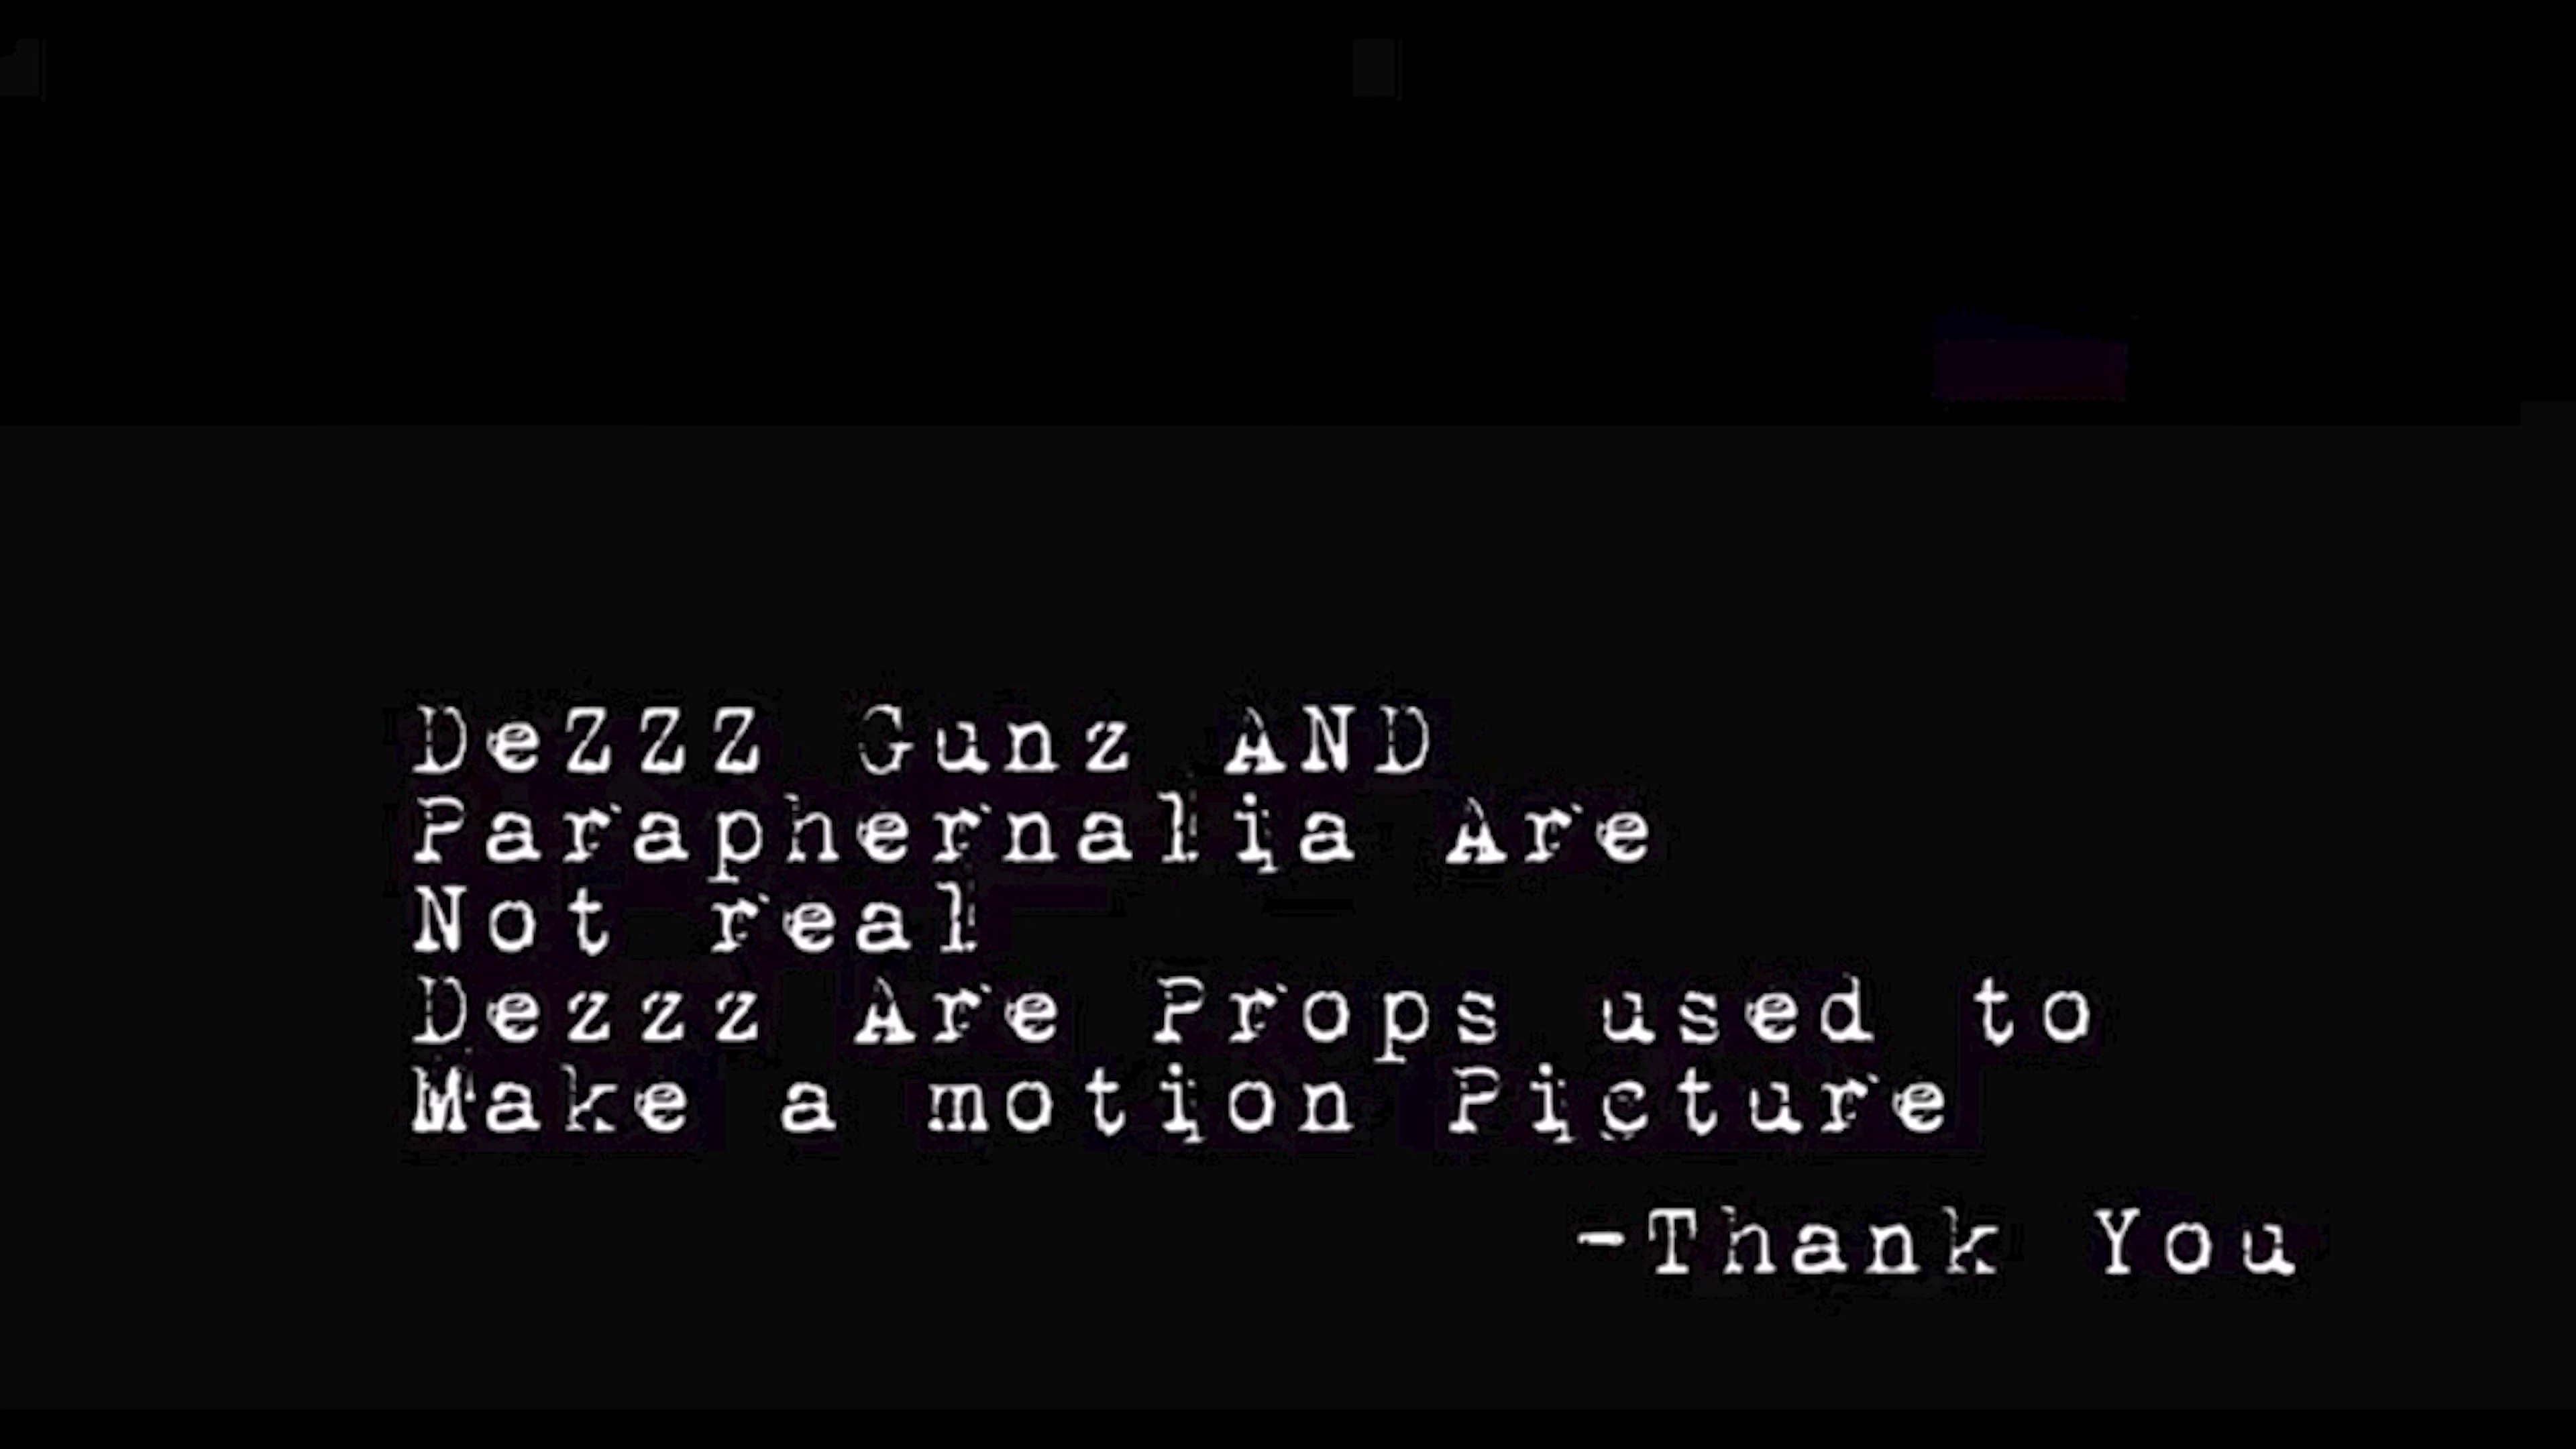 DeZZZ Gunz AND
Paraphernalia Are
Not real
Dezzz Are Props used to
Make a motion Picture
-Thank You